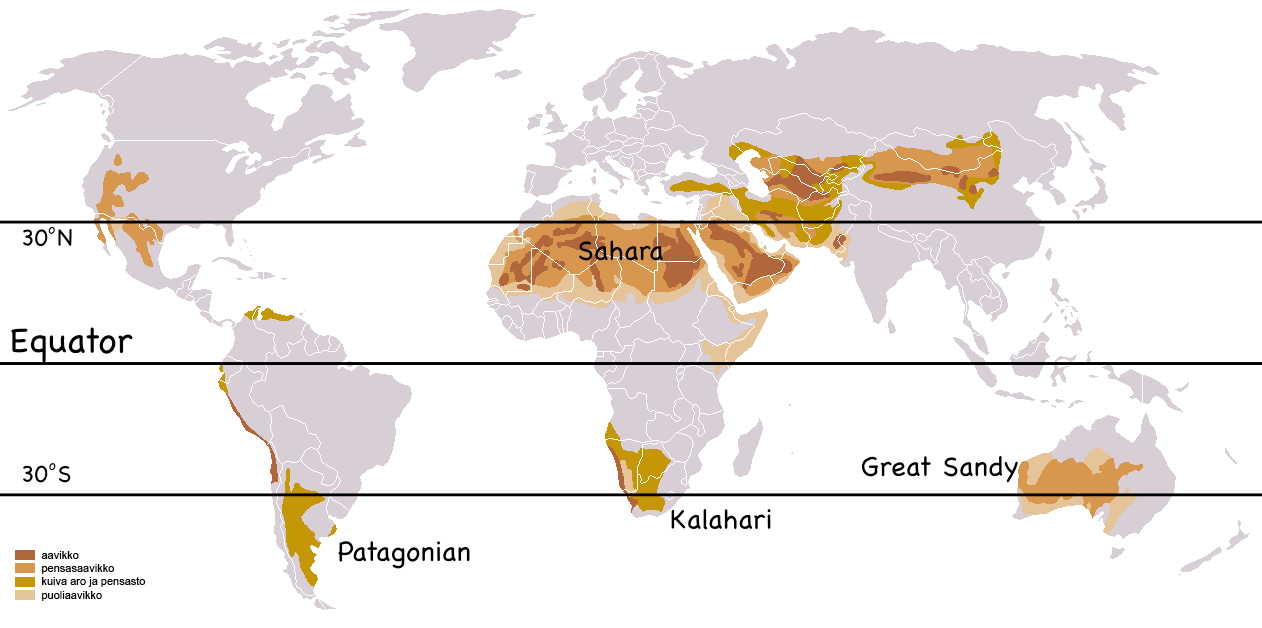 30°N
Sahara
Equator
30°S
Great Sandy
Kalahari
Patagonian
aavikko
pensasaavikko
kuiva aro ja pensasto
puoliaavikko